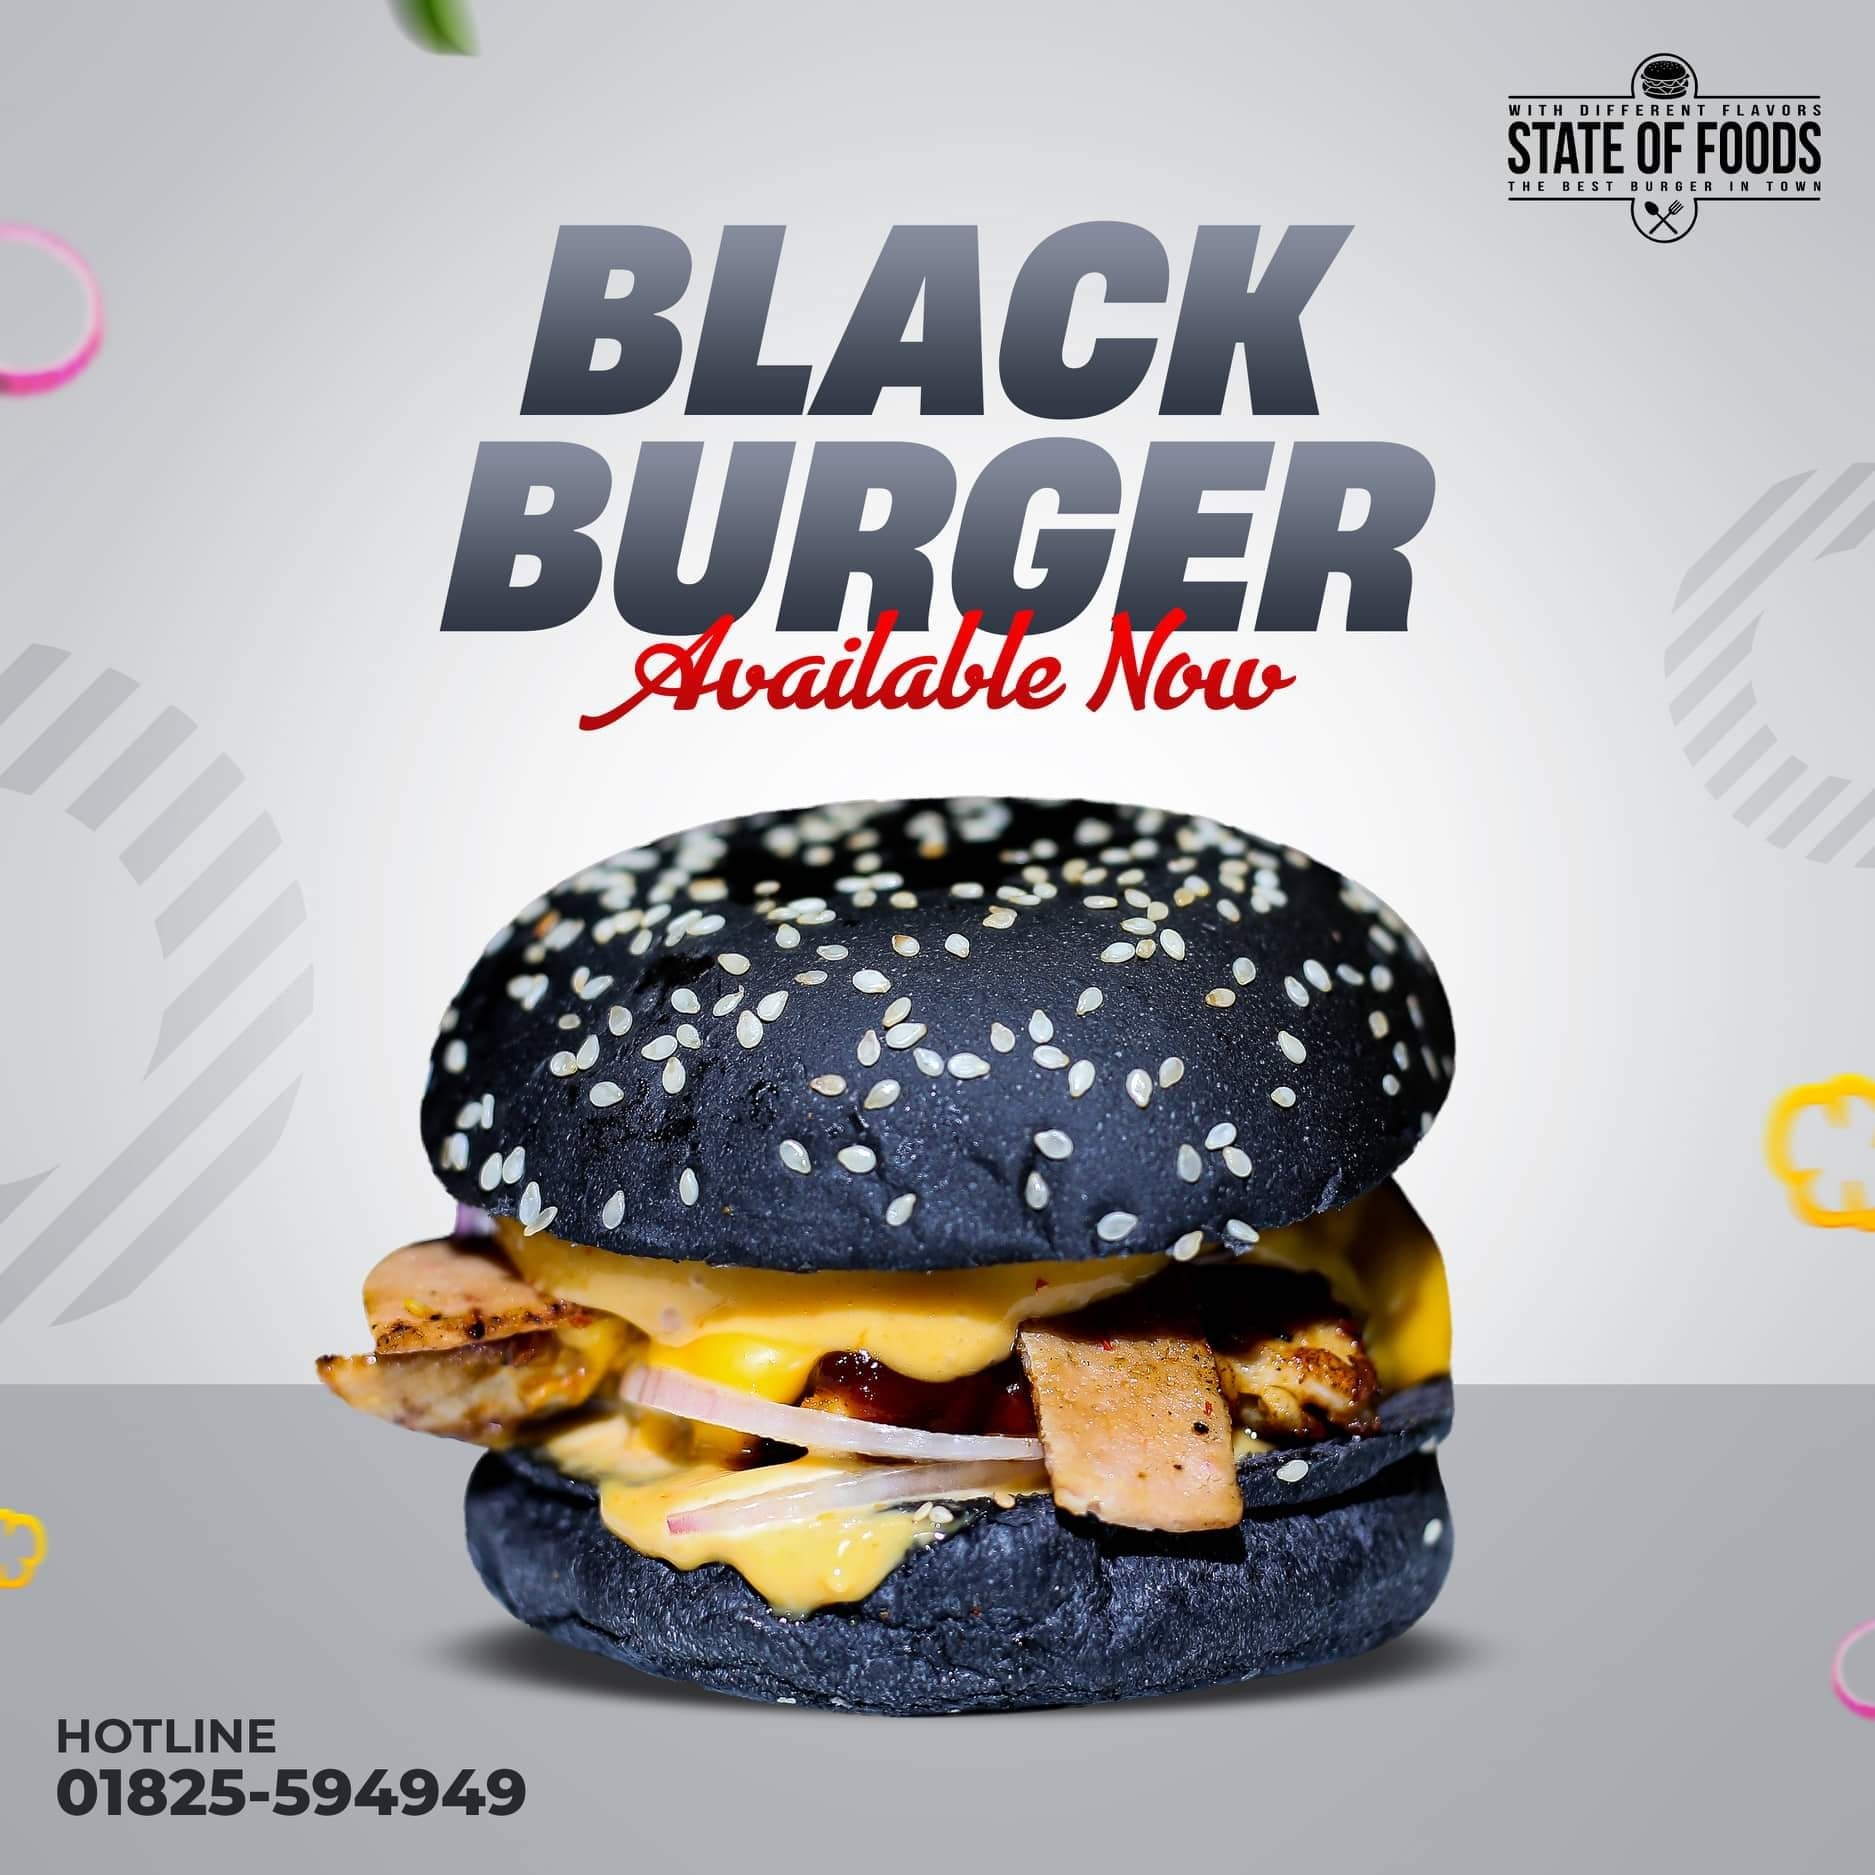 WITH DIFFERENT FLAVORS
STATE OF FOODS
THE BEST BURGER IN TOWN
BLACK
BURGER
Available Now
HOTLINE
01825-594949